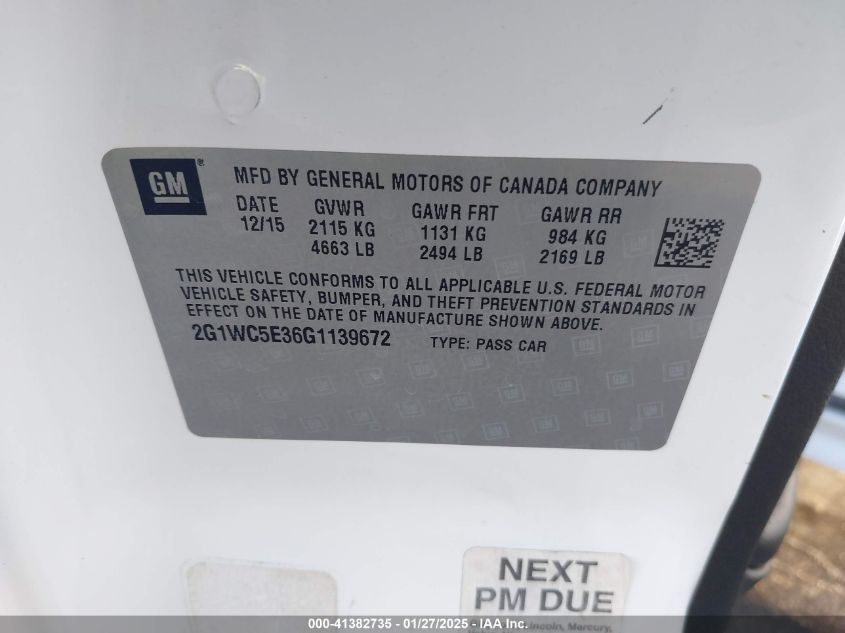 GM ®
MFD BY GENERAL MOTORS OF CANADA COMPANY
DATE GVWR GAWR FRT GAWR RR
12/15 2115 KG 1131 KG 984 KG
4663 LB 2494 LB 2169 LB
THIS VEHICLE CONFORMS TO ALL APPLICABLE U.S. FEDERAL MOTOR
VEHICLE SAFETY, BUMPER, AND THEFT PREVENTION STANDARDS IN
EFFECT ON THE DATE OF MANUFACTURE SHOWN ABOVE.
2G1WC5E36G1139672 TYPE: PASS CAR
NEXT
PM DUE
Lincoln, Mercury,
000-41382735 - 01/27/2025 - IAA Inc.